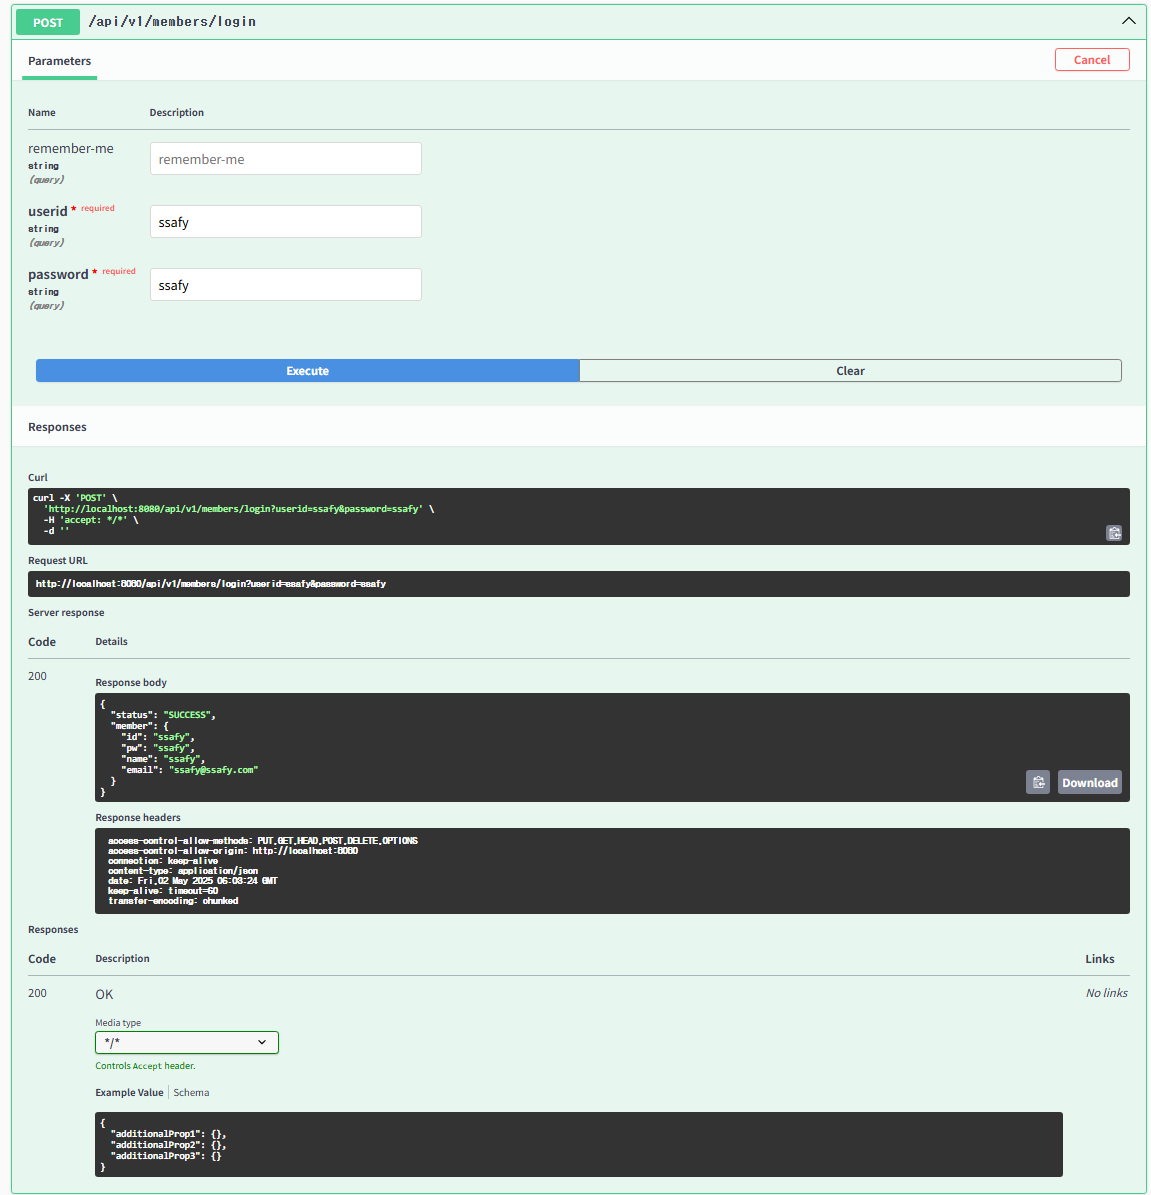 POST /api/v1/members/login
Parameters
Cancel
Name Description
remember-me
string
(query)
remember-me
userid * required
string
(query)
ssafy
password * required
string
(query)
ssafy
Execute Clear
Responses
Curl
curl -X 'POST' \
  'http://localhost:8080/api/v1/members/login?userid=ssafy&password=ssafy' \
  -H 'accept: */*' \
  -d ''
Request URL
http://localhost:8080/api/v1/members/login?userid=ssafy&password=ssafy
Server response
Code Details
200
Response body
{
  "status": "SUCCESS",
  "member": {
    "id": "ssafy",
    "pw": "ssafy",
    "name": "ssafy",
    "email": "ssafy@ssafy.com"
  }
}
Download
Response headers
access-control-allow-methods: PUT,GET,HEAD,POST,DELETE,OPTIONS
access-control-allow-origin: http://localhost:8080
connection: keep-alive
content-type: application/json
date: Fri,02 May 2025 06:03:24 GMT
keep-alive: timeout=60
transfer-encoding: chunked
Responses
Code Description Links
200 OK No links
Media type
*/*
Controls Accept header.
Example Value Schema
{
  "additionalProp1": {},
  "additionalProp2": {},
  "additionalProp3": {}
}